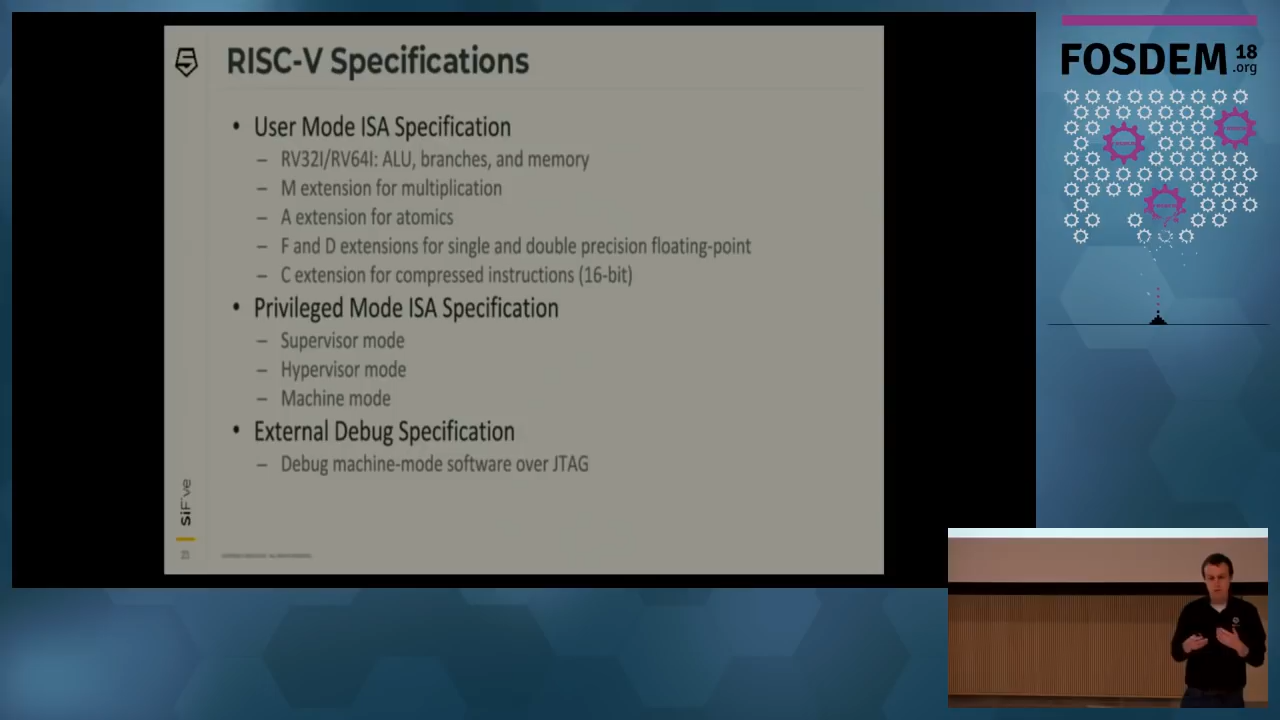 RISC-V Specifications
• User Mode ISA Specification
– RV32I/RV64I: ALU, branches, and memory
– M extension for multiplication
– A extension for atomics
– F and D extensions for single and double precision floating-point
– C extension for compressed instructions (16-bit)
• Privileged Mode ISA Specification
– Supervisor mode
– Hypervisor mode
– Machine mode
• External Debug Specification
– Debug machine-mode software over JTAG
SiFive
FOSDEM 18
.org